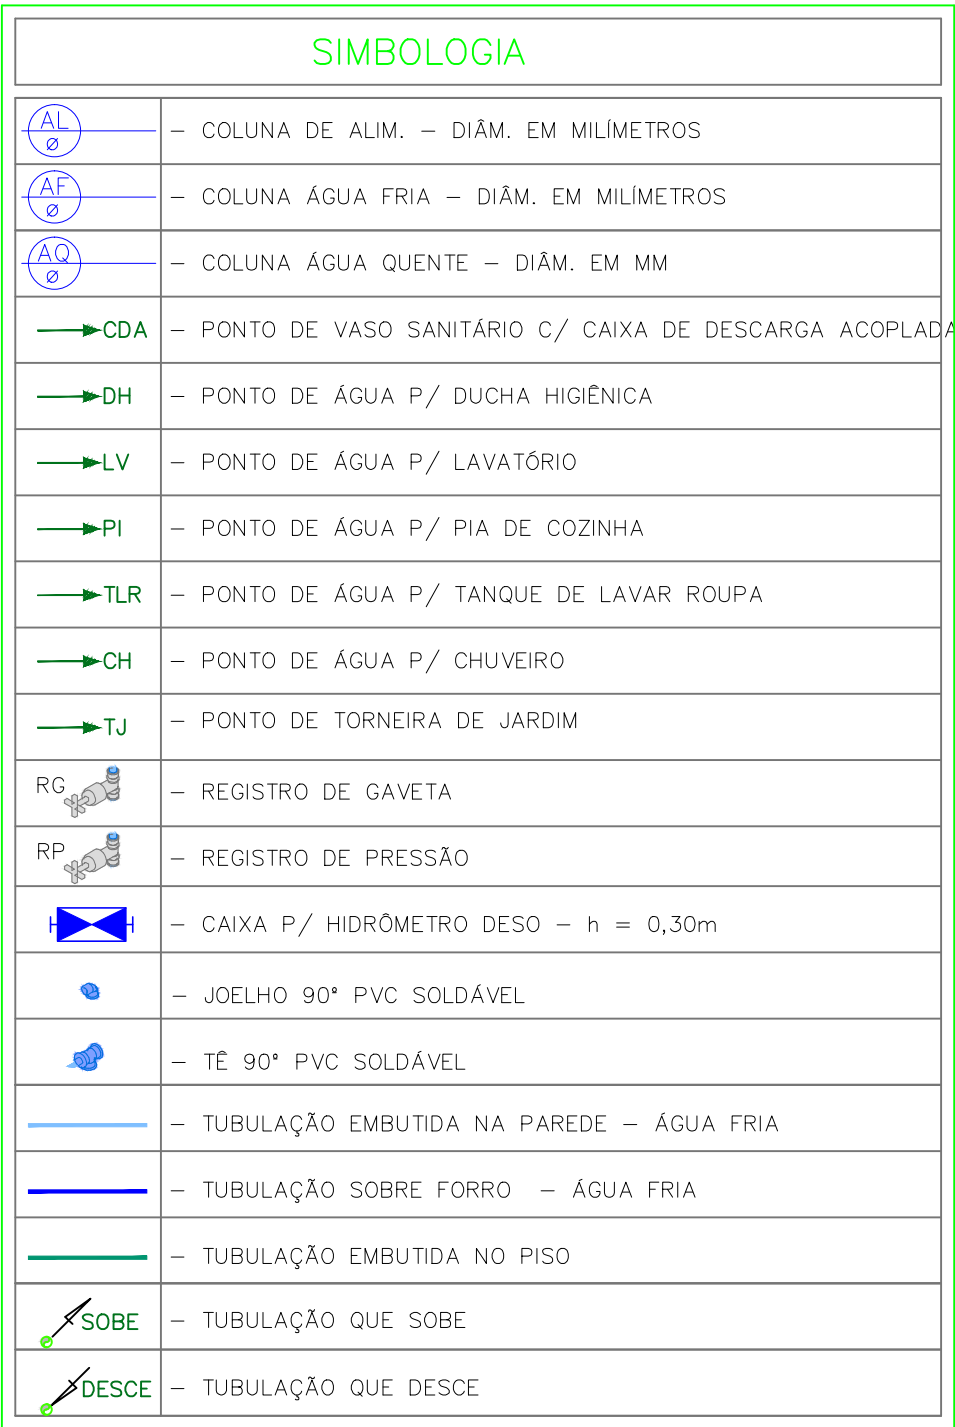 SIMBOLOGIA
AL
ø
– COLUNA DE ALIM. – DIÂM. EM MILÍMETROS
AF
ø
– COLUNA ÁGUA FRIA – DIÂM. EM MILÍMETROS
AQ
ø
– COLUNA ÁGUA QUENTE – DIÂM. EM MM
CDA – PONTO DE VASO SANITÁRIO C/ CAIXA DE DESCARGA ACOPLADA
DH – PONTO DE ÁGUA P/ DUCHA HIGIÊNICA
LV – PONTO DE ÁGUA P/ LAVATÓRIO
PI – PONTO DE ÁGUA P/ PIA DE COZINHA
TLR – PONTO DE ÁGUA P/ TANQUE DE LAVAR ROUPA
CH – PONTO DE ÁGUA P/ CHUVEIRO
TJ – PONTO DE TORNEIRA DE JARDIM
RG – REGISTRO DE GAVETA
RP – REGISTRO DE PRESSÃO
– CAIXA P/ HIDRÔMETRO DESO – h = 0,30m
– JOELHO 90° PVC SOLDÁVEL
– TÊ 90° PVC SOLDÁVEL
– TUBULAÇÃO EMBUTIDA NA PAREDE – ÁGUA FRIA
– TUBULAÇÃO SOBRE FORRO – ÁGUA FRIA
– TUBULAÇÃO EMBUTIDA NO PISO
SOBE – TUBULAÇÃO QUE SOBE
DESCE – TUBULAÇÃO QUE DESCE